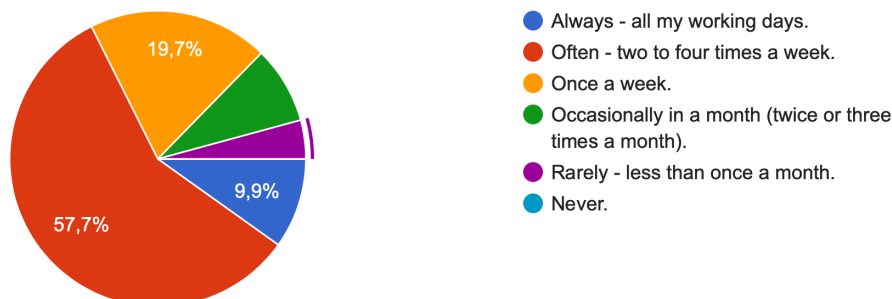 19,7%
9,9%
57,7%
Always - all my working days.
Often - two to four times a week.
Once a week.
Occasionally in a month (twice or three
times a month).
Rarely - less than once a month.
Never.